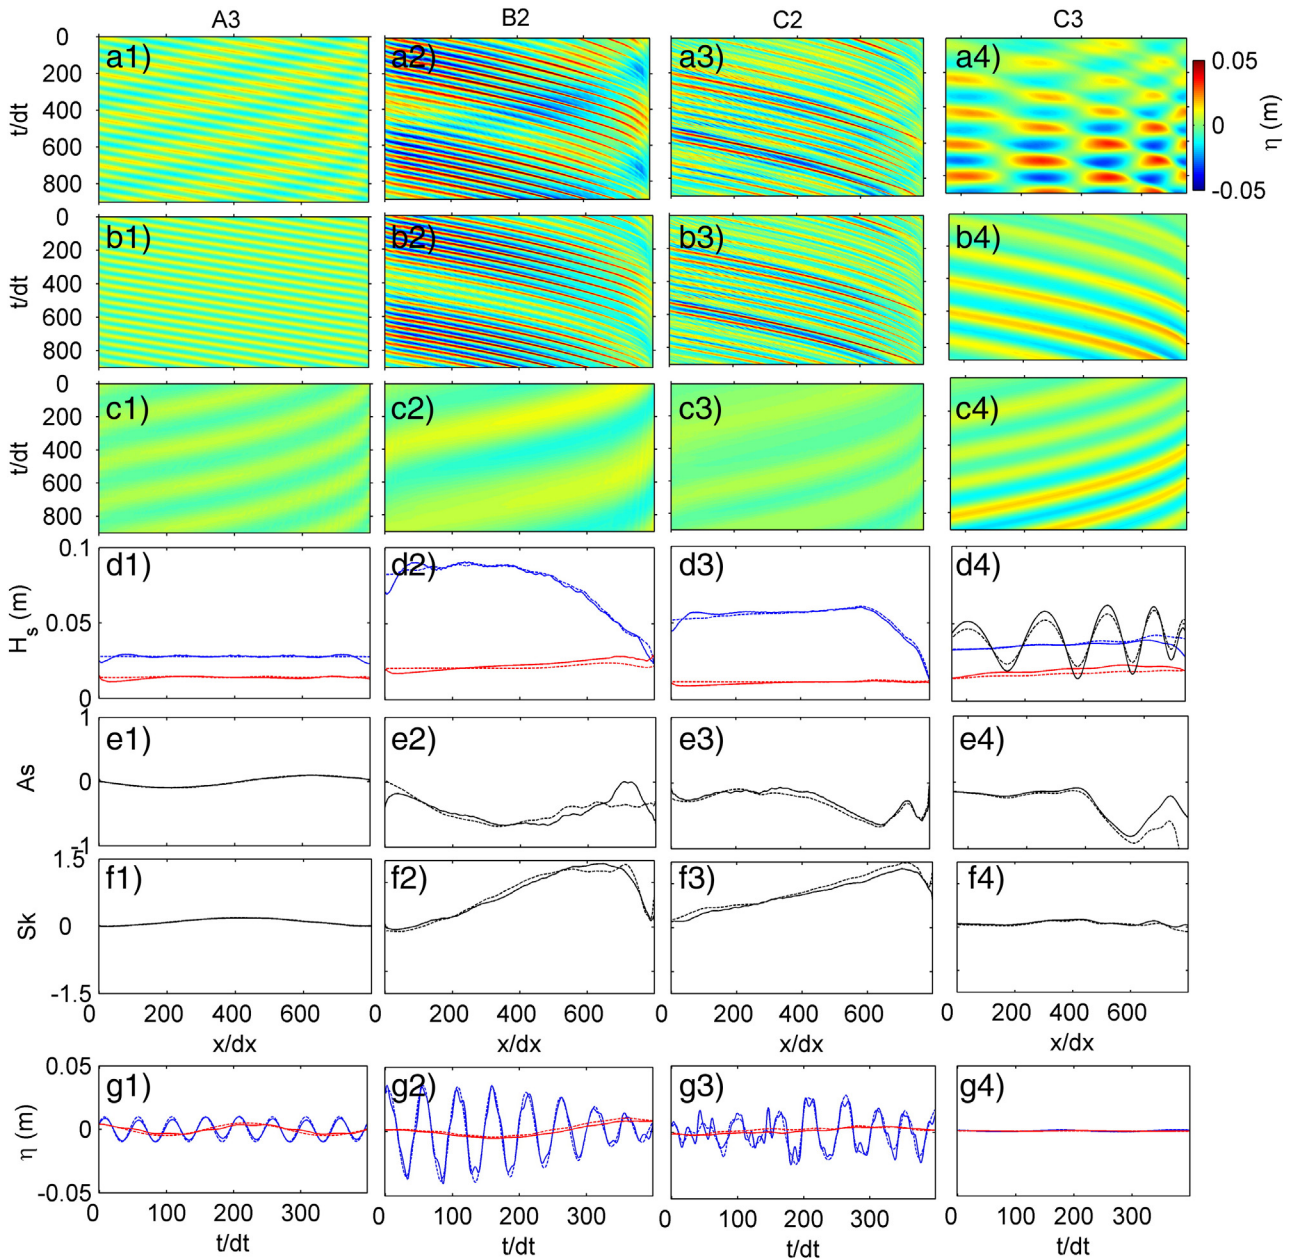 A3 B2 C2 C3
a1) a2) a3) a4)
0
200
400
600
800
t/dt
0.05
0
-0.05
η (m)
b1) b2) b3) b4)
0
200
400
600
800
t/dt
c1) c2) c3) c4)
0
200
400
600
800
t/dt
d1) d2) d3) d4)
0.1
0.05
0
H_s (m)
e1) e2) e3) e4)
1
0
-1
As
f1) f2) f3) f4)
1.5
0
-1.5
Sk
0 200 400 600 0 200 400 600 0 200 400 600 0 200 400 600
x/dx x/dx x/dx x/dx
g1) g2) g3) g4)
0.05
0
-0.05
η (m)
0 100 200 300 0 100 200 300 0 100 200 300 0 100 200 300
t/dt t/dt t/dt t/dt